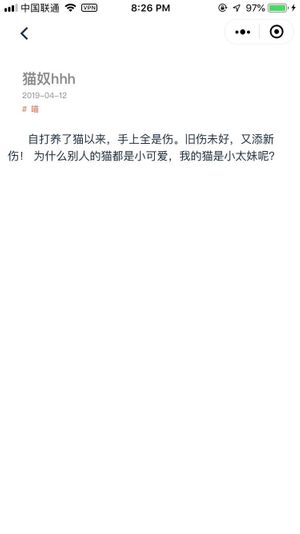 中国联通 VPN 8:26 PM 97%
猫奴hhh
2019-04-12
# 喵
自打养了猫以来，手上全是伤。旧伤未好，又添新
伤！ 为什么别人的猫都是小可爱，我的猫是小太妹呢？